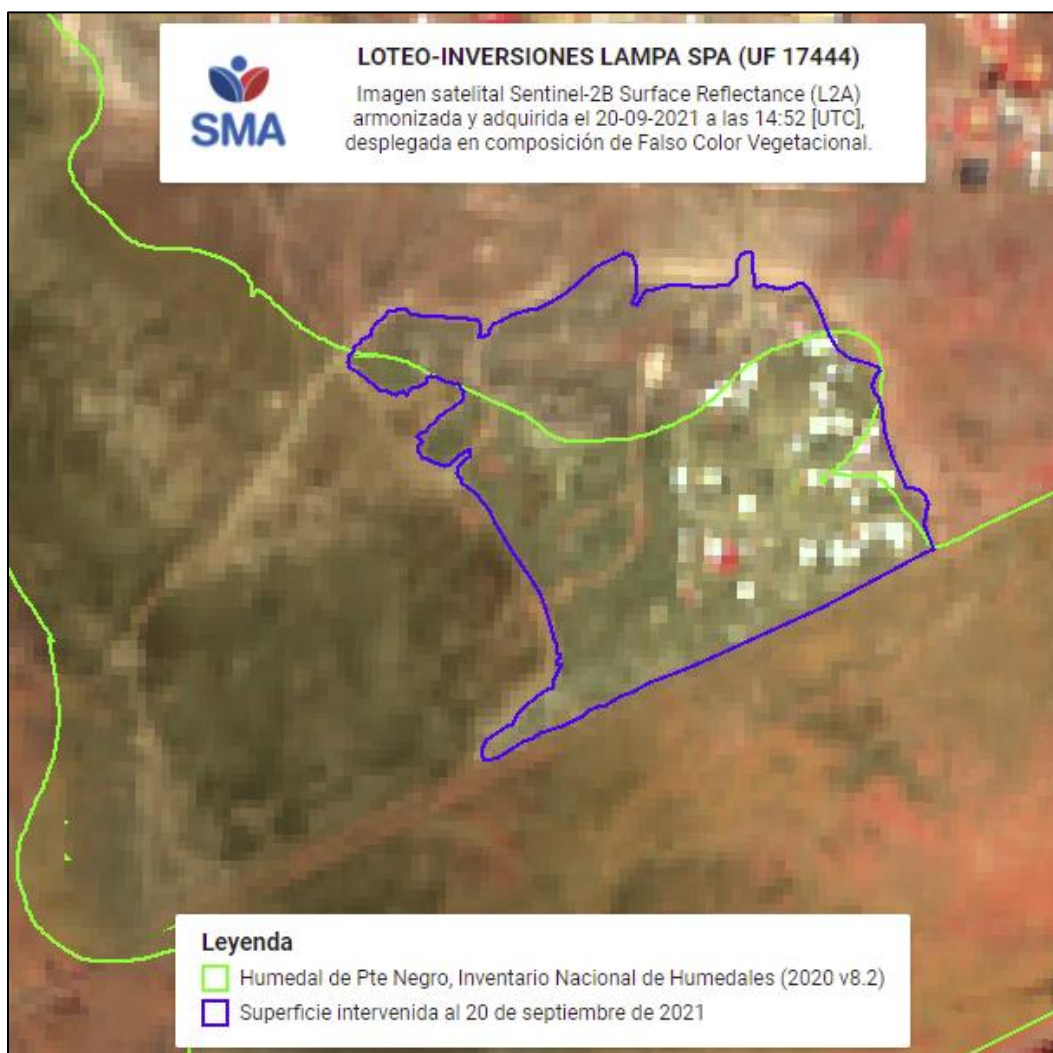 SMA
LOTEO-INVERSIONES LAMPA SPA (UF 17444)
Imagen satelital Sentinel-2B Surface Reflectance (L2A)
armonizada y adquirida el 20-09-2021 a las 14:52 [UTC],
desplegada en composición de Falso Color Vegetacional.
Leyenda
Humedal de Pte Negro, Inventario Nacional de Humedales (2020 v8.2)
Superficie intervenida al 20 de septiembre de 2021